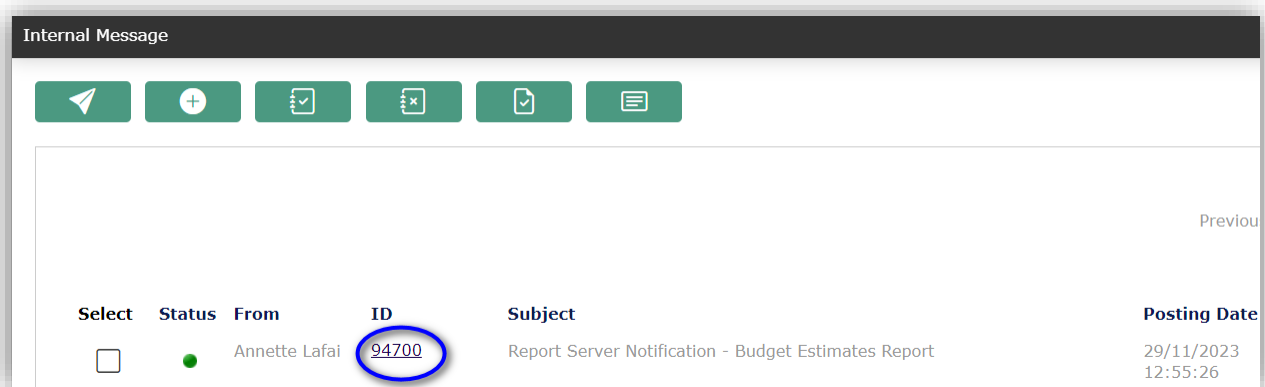 Internal Message
Previou
Select Status From ID Subject Posting Date
Annette Lafai 94700 Report Server Notification - Budget Estimates Report 29/11/2023
12:55:26